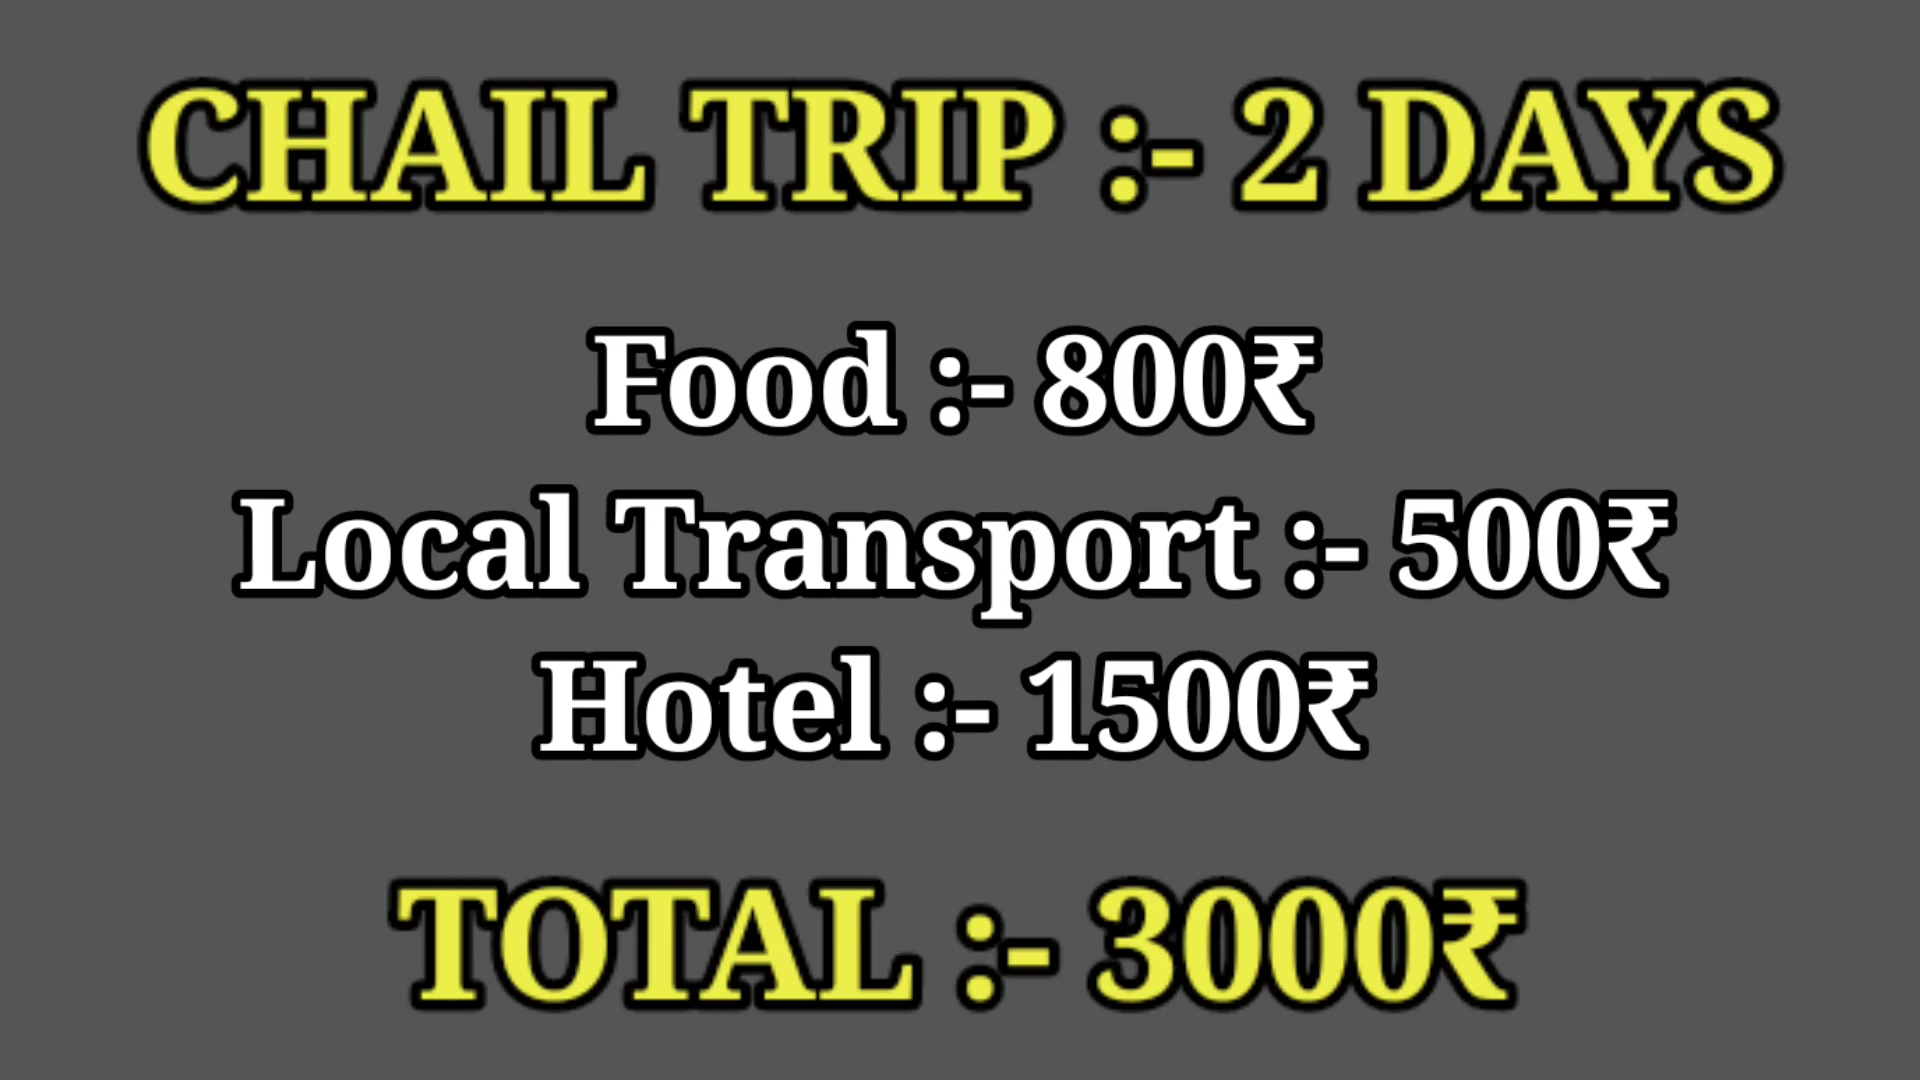 CHAIL TRIP :- 2 DAYS
Food :- 800₹
Local Transport :- 500₹
Hotel :- 1500₹
TOTAL :- 3000₹